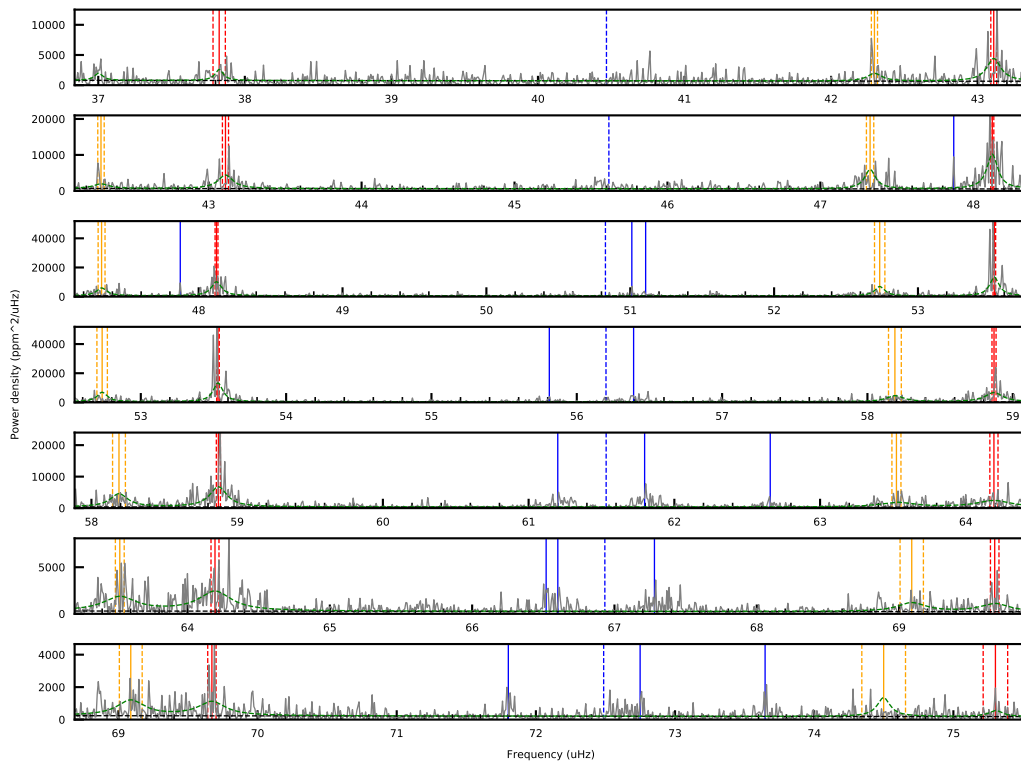 10000
5000
0
37 38 39 40 41 42 43
20000
10000
0
43 44 45 46 47 48
40000
20000
0
48 49 50 51 52 53
40000
20000
0
53 54 55 56 57 58 59
20000
10000
0
58 59 60 61 62 63 64
5000
0
64 65 66 67 68 69
4000
2000
0
69 70 71 72 73 74 75
Power density (ppm^2/uHz)
Frequency (uHz)